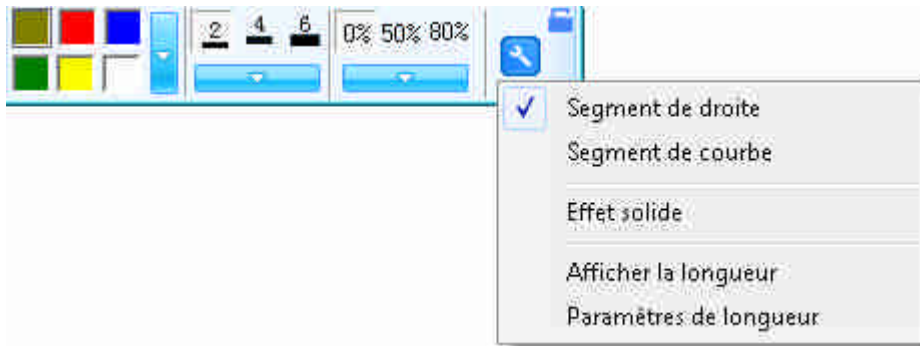 2 4 6 0% 50% 80%
Segment de droite
Segment de courbe
Effet solide
Afficher la longueur
Paramètres de longueur